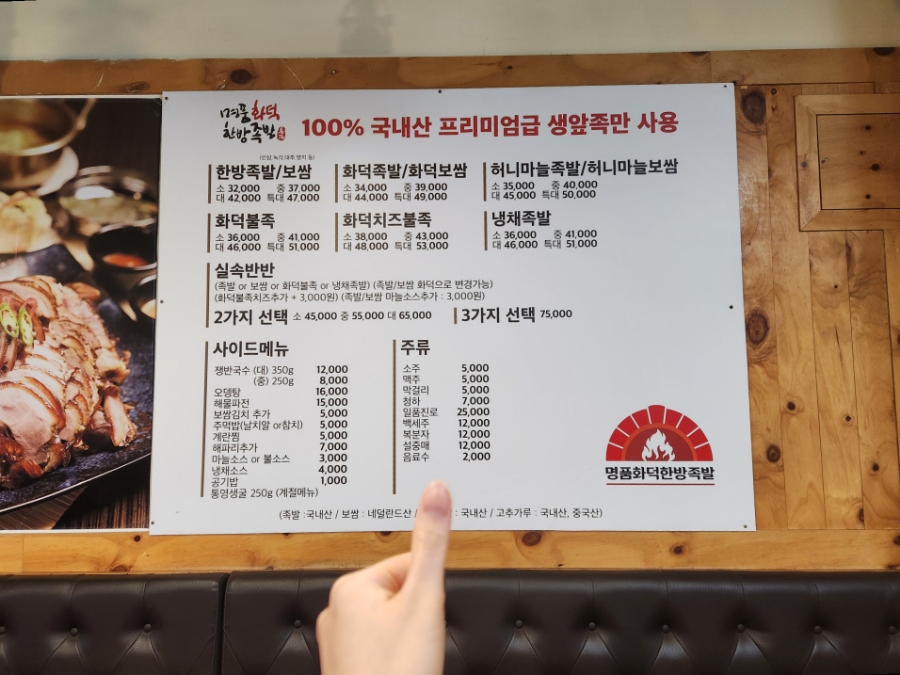 명품화덕
한방족발
100% 국내산 프리미엄급 생앞족만 사용
한방족발/보쌈
소 32,000 중 37,000
대 42,000 특대 47,000
화덕족발/화덕보쌈
소 34,000 중 39,000
대 44,000 특대 49,000
허니마늘족발/허니마늘보쌈
소 35,000 중 40,000
대 45,000 특대 50,000
화덕불족
소 36,000 중 41,000
대 46,000 특대 51,000
화덕치즈불족
소 38,000 중 43,000
대 48,000 특대 53,000
냉채족발
소 36,000 중 41,000
대 46,000 특대 51,000
실속반반
(족발 or 보쌈 or 화덕불족 or 냉채족발) (족발/보쌈 화덕으로 변경가능)
(화덕불족치즈추가 + 3,000원) (족발/보쌈 마늘소스추가 : 3,000원)
2가지 선택 소 45,000 중 55,000 대 65,000
3가지 선택 75,000
사이드메뉴
쟁반국수 (대) 350g 12,000
(중) 250g 8,000
오뎅탕 16,000
해물파전 15,000
보쌈김치 추가 5,000
주먹밥(날치알 or참치) 5,000
계란찜 5,000
해파리추가 7,000
마늘소스 or 불소스 3,000
냉채소스 4,000
공기밥 1,000
통영생굴 250g (계절메뉴)
주류
소주 5,000
맥주 5,000
막걸리 5,000
청하 7,000
일품진로 25,000
백세주 12,000
복분자 12,000
설중매 12,000
음료수 2,000
명품화덕한방족발
(족발 :국내산 / 보쌈 : 네덜란드산 / : 국내산 / 고추가루 : 국내산, 중국산)